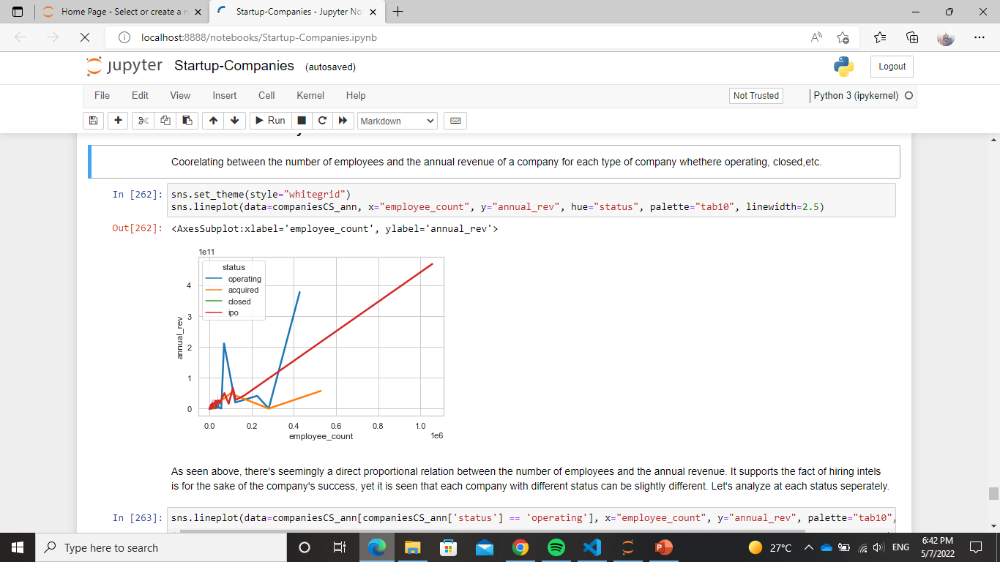 Home Page - Select or create a n
Startup-Companies - Jupyter No
localhost:8888/notebooks/Startup-Companies.ipynb
jupyter Startup-Companies (autosaved)
Logout
File Edit View Insert Cell Kernel Help
Not Trusted
Python 3 (ipykernel)
Run
Markdown
Coorelating between the number of employees and the annual revenue of a company for each type of company whethere operating, closed,etc.
In [262]:
sns.set_theme(style="whitegrid")
sns.lineplot(data=companiesCS_ann, x="employee_count", y="annual_rev", hue="status", palette="tab10", linewidth=2.5)
Out[262]: <AxesSubplot:xlabel='employee_count', ylabel='annual_rev'>
1e11
status
operating
acquired
closed
ipo
4
3
2
1
0
annual_rev
0.0 0.2 0.4 0.6 0.8 1.0
employee_count
1e6
As seen above, there's seemingly a direct proportional relation between the number of employees and the annual revenue. It supports the fact of hiring intels
is for the sake of the company's success, yet it is seen that each company with different status can be slightly different. Let's analyze at each status seperately.
In [263]: sns.lineplot(data=companiesCS_ann[companiesCS_ann['status'] == 'operating'], x="employee_count", y="annual_rev", palette="tab10",
Type here to search
27°C
ENG
6:42 PM
5/7/2022